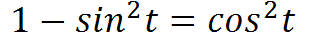 1 − sin²t = cos²t